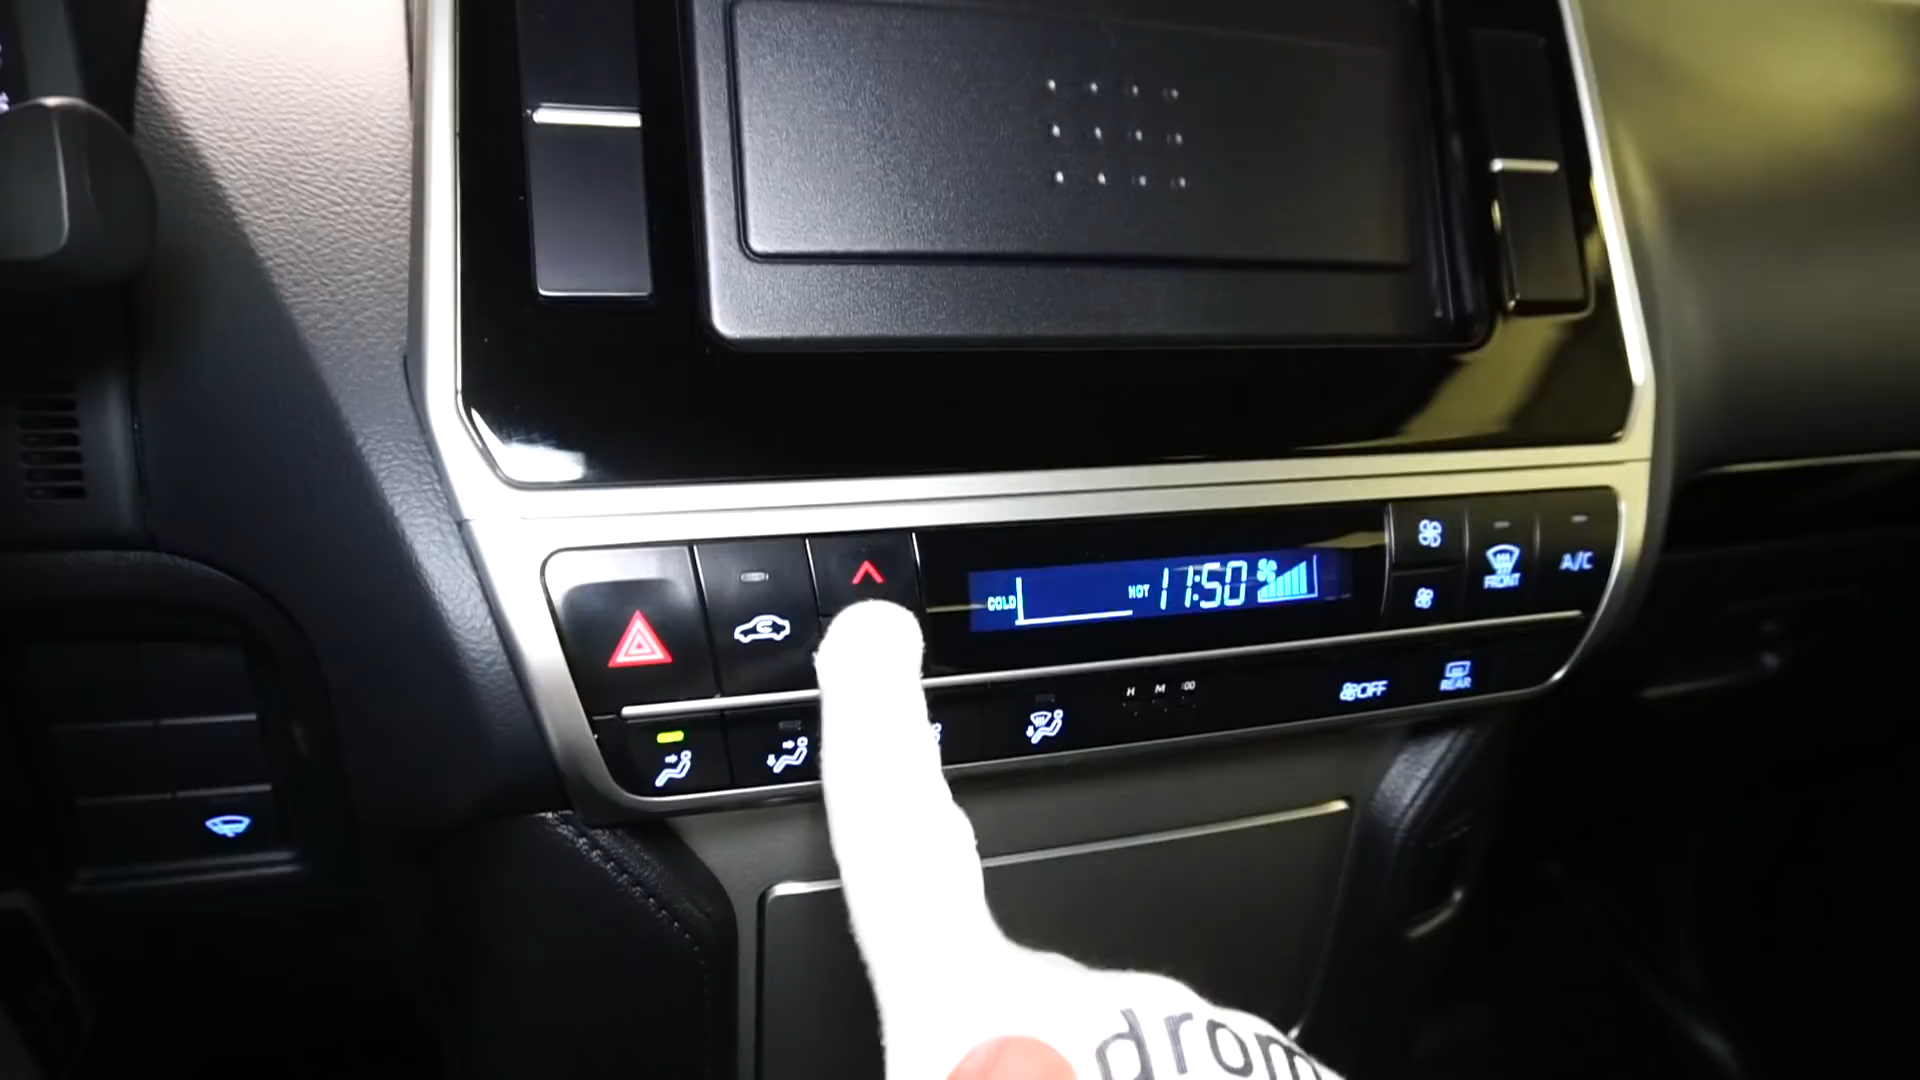 COLD HOT 11:50
FRONT
A/C
H M :00
OFF
REAR
drom